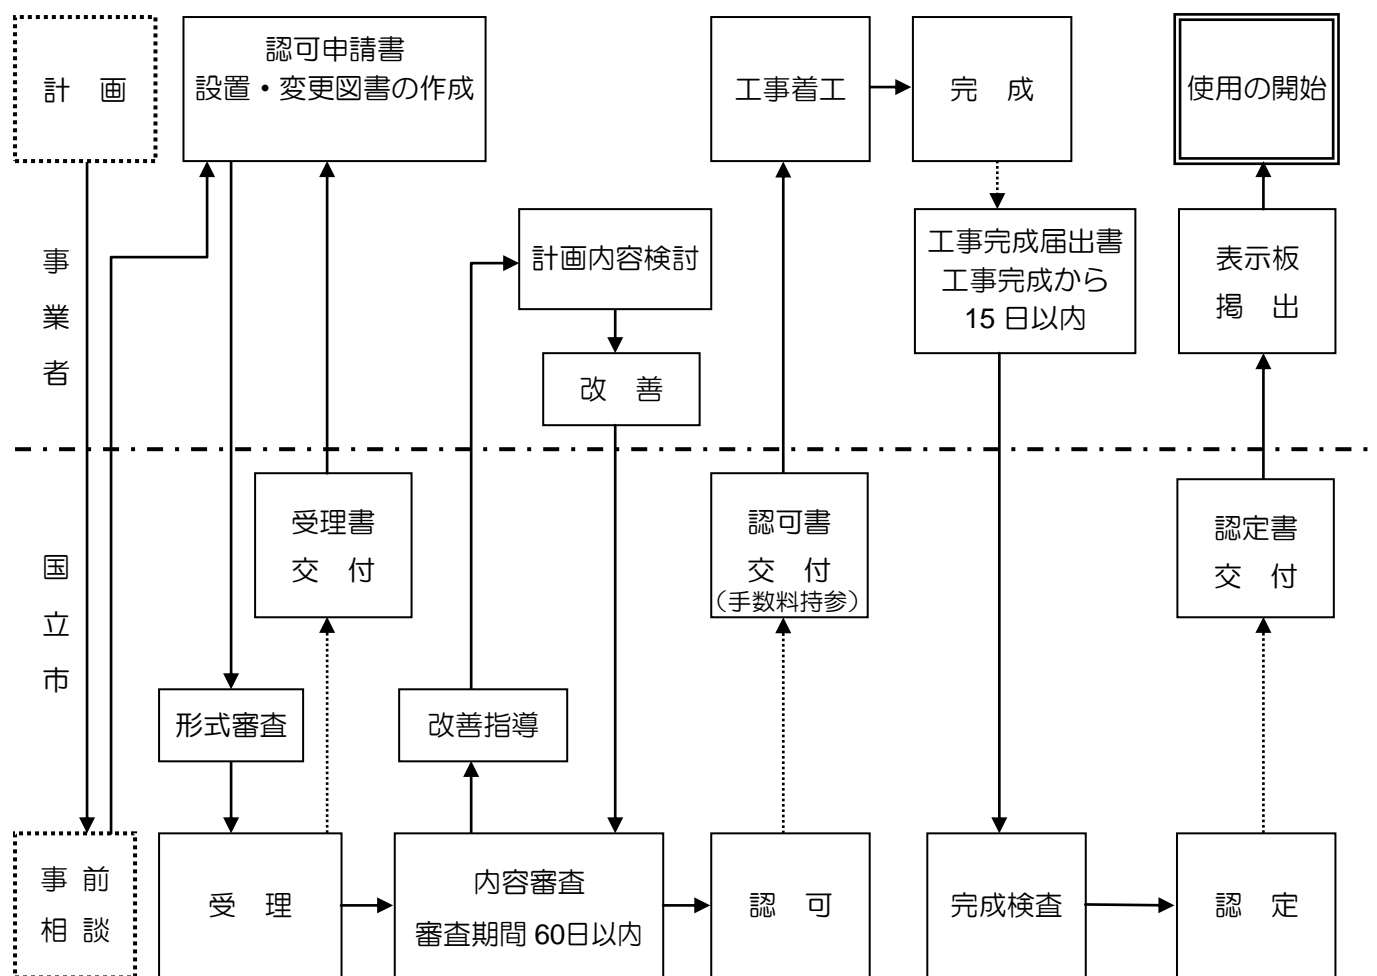 計　画
認可申請書
設置・変更図書の作成
工事着工
完　成
使用の開始
事業者
計画内容検討
改　善
工事完成届出書
工事完成から
15 日以内
表示板
掲　出
国立市
受理書
交　付
認可書
交　付
（手数料持参）
認定書
交　付
形式審査
改善指導
事 前
相 談
受　理
内容審査
審査期間 60日以内
認　可
完成検査
認　定